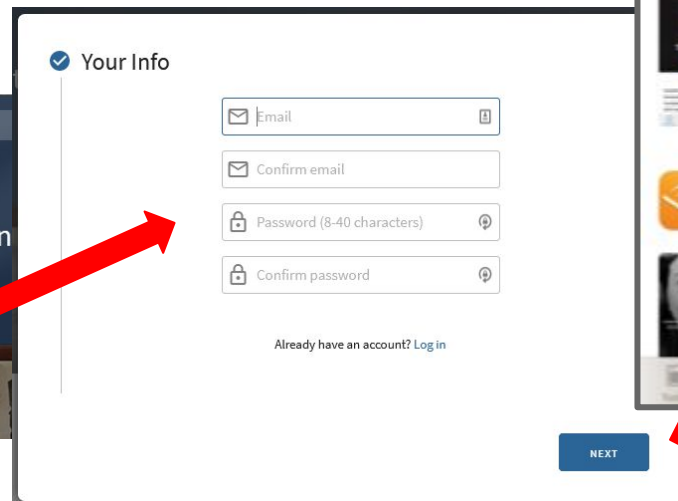 Your Info
Email
Confirm email
Password (8-40 characters)
Confirm password
Already have an account? Log in
NEXT